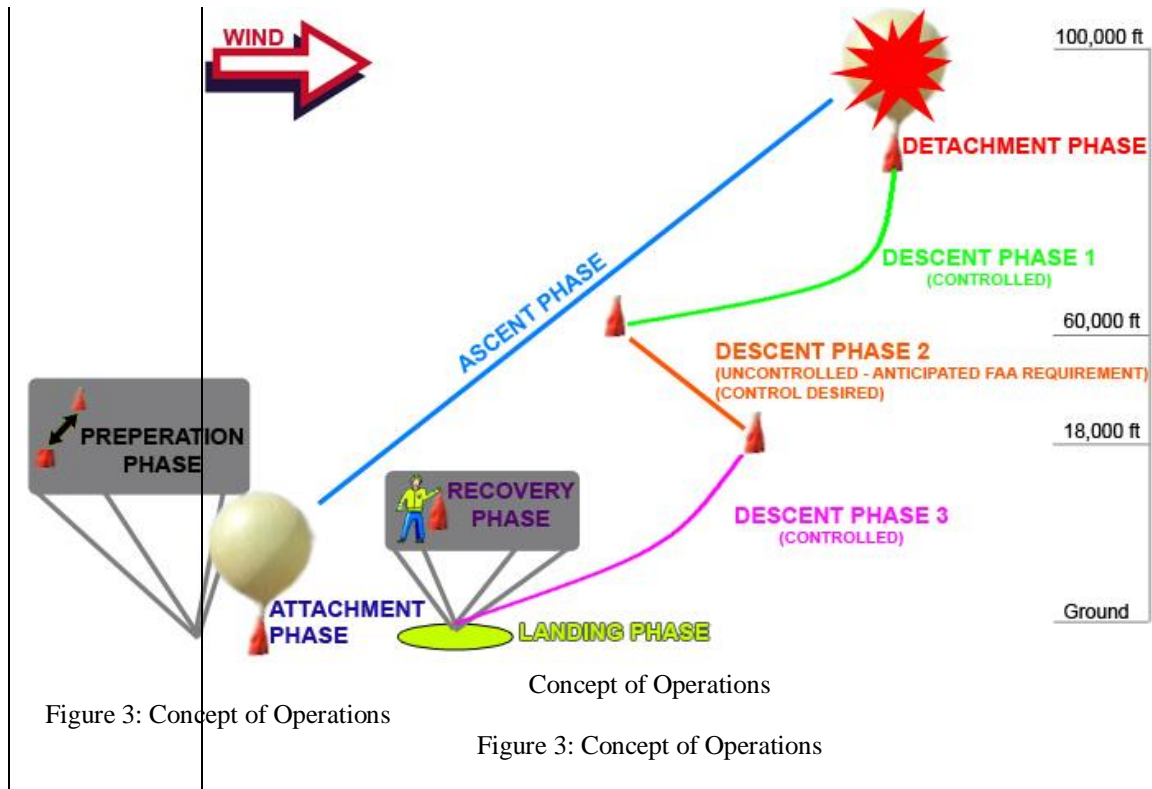 WIND
100,000 ft
DETACHMENT PHASE
DESCENT PHASE 1
(CONTROLLED)
ASCENT PHASE
60,000 ft
DESCENT PHASE 2
(UNCONTROLLED - ANTICIPATED FAA REQUIREMENT)
(CONTROL DESIRED)
18,000 ft
PREPERATION
PHASE
RECOVERY
PHASE
DESCENT PHASE 3
(CONTROLLED)
ATTACHMENT
PHASE
LANDING PHASE
Ground
Concept of Operations
Figure 3: Concept of Operations
Figure 3: Concept of Operations